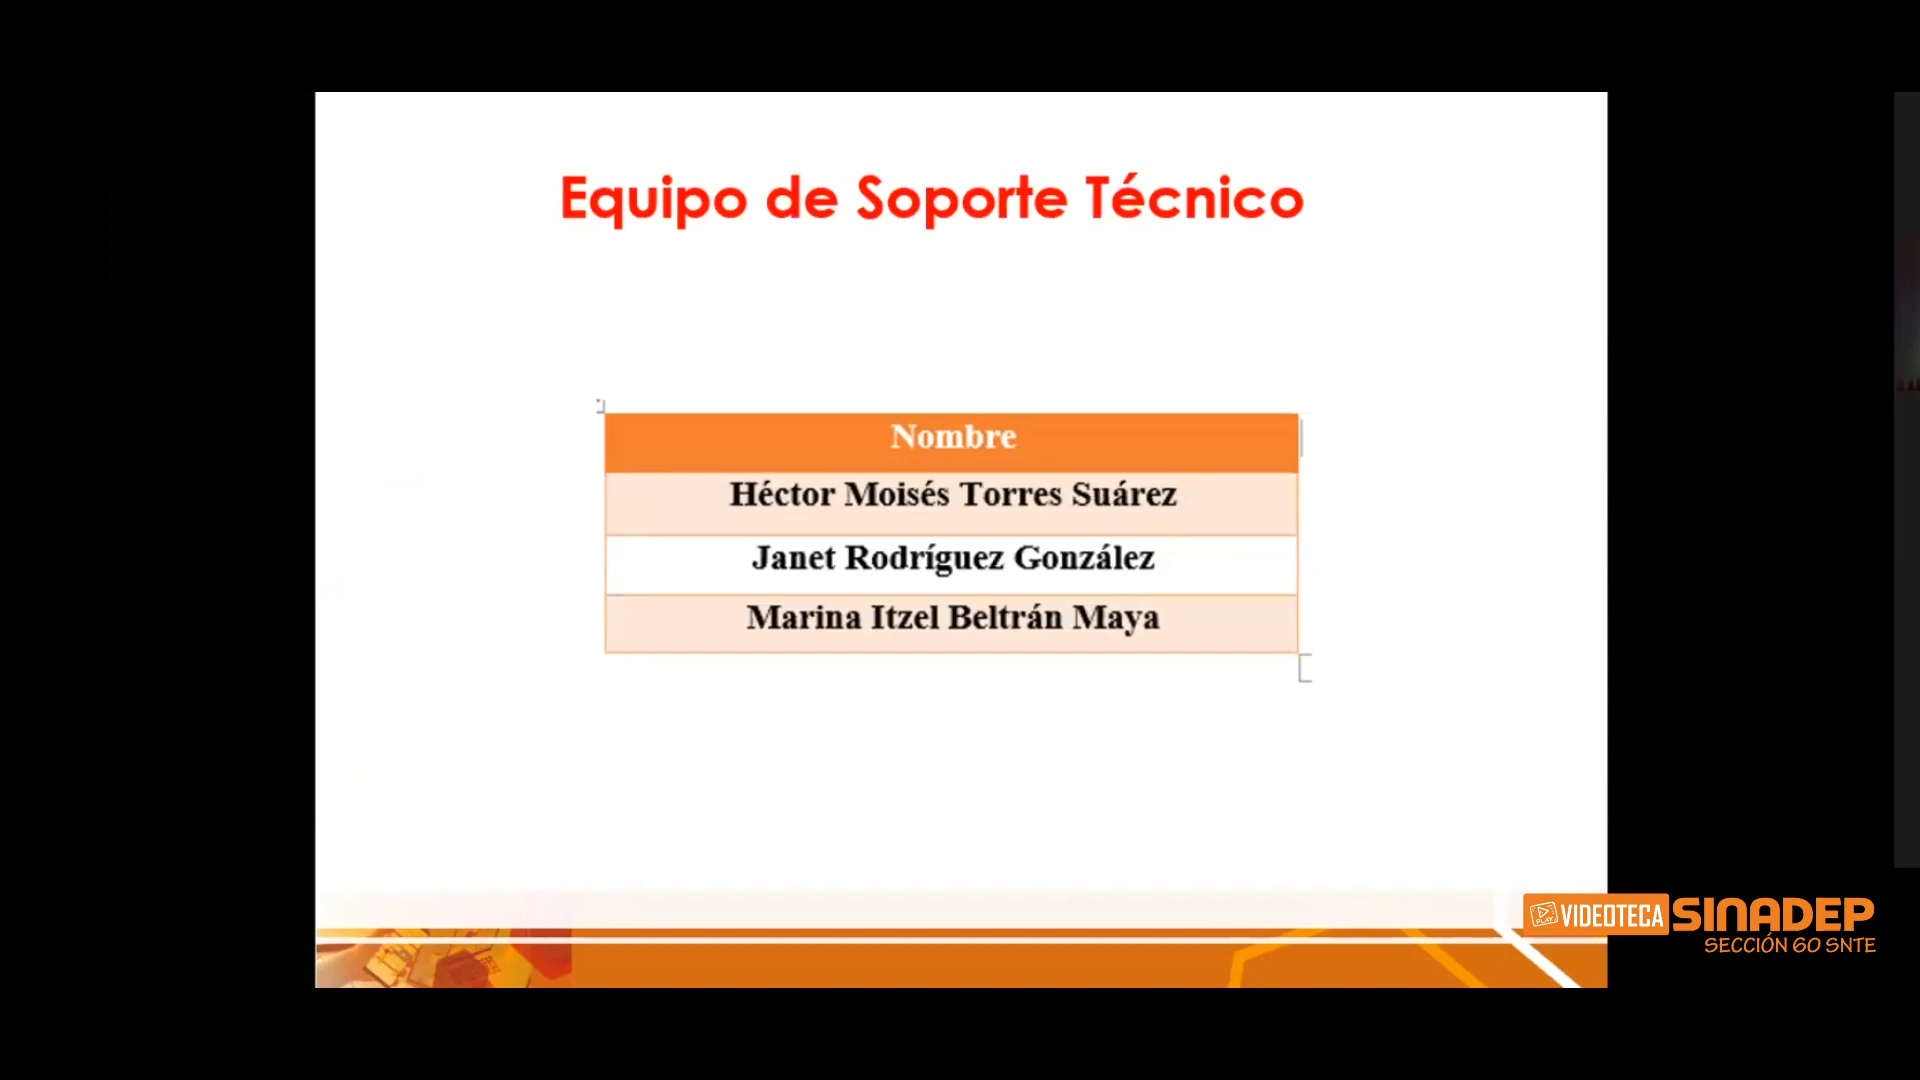 Equipo de Soporte Técnico
Nombre
Héctor Moisés Torres Suárez
Janet Rodríguez González
Marina Itzel Beltrán Maya
PLAY VIDEOTECA SINADEP
SECCIÓN 60 SNTE